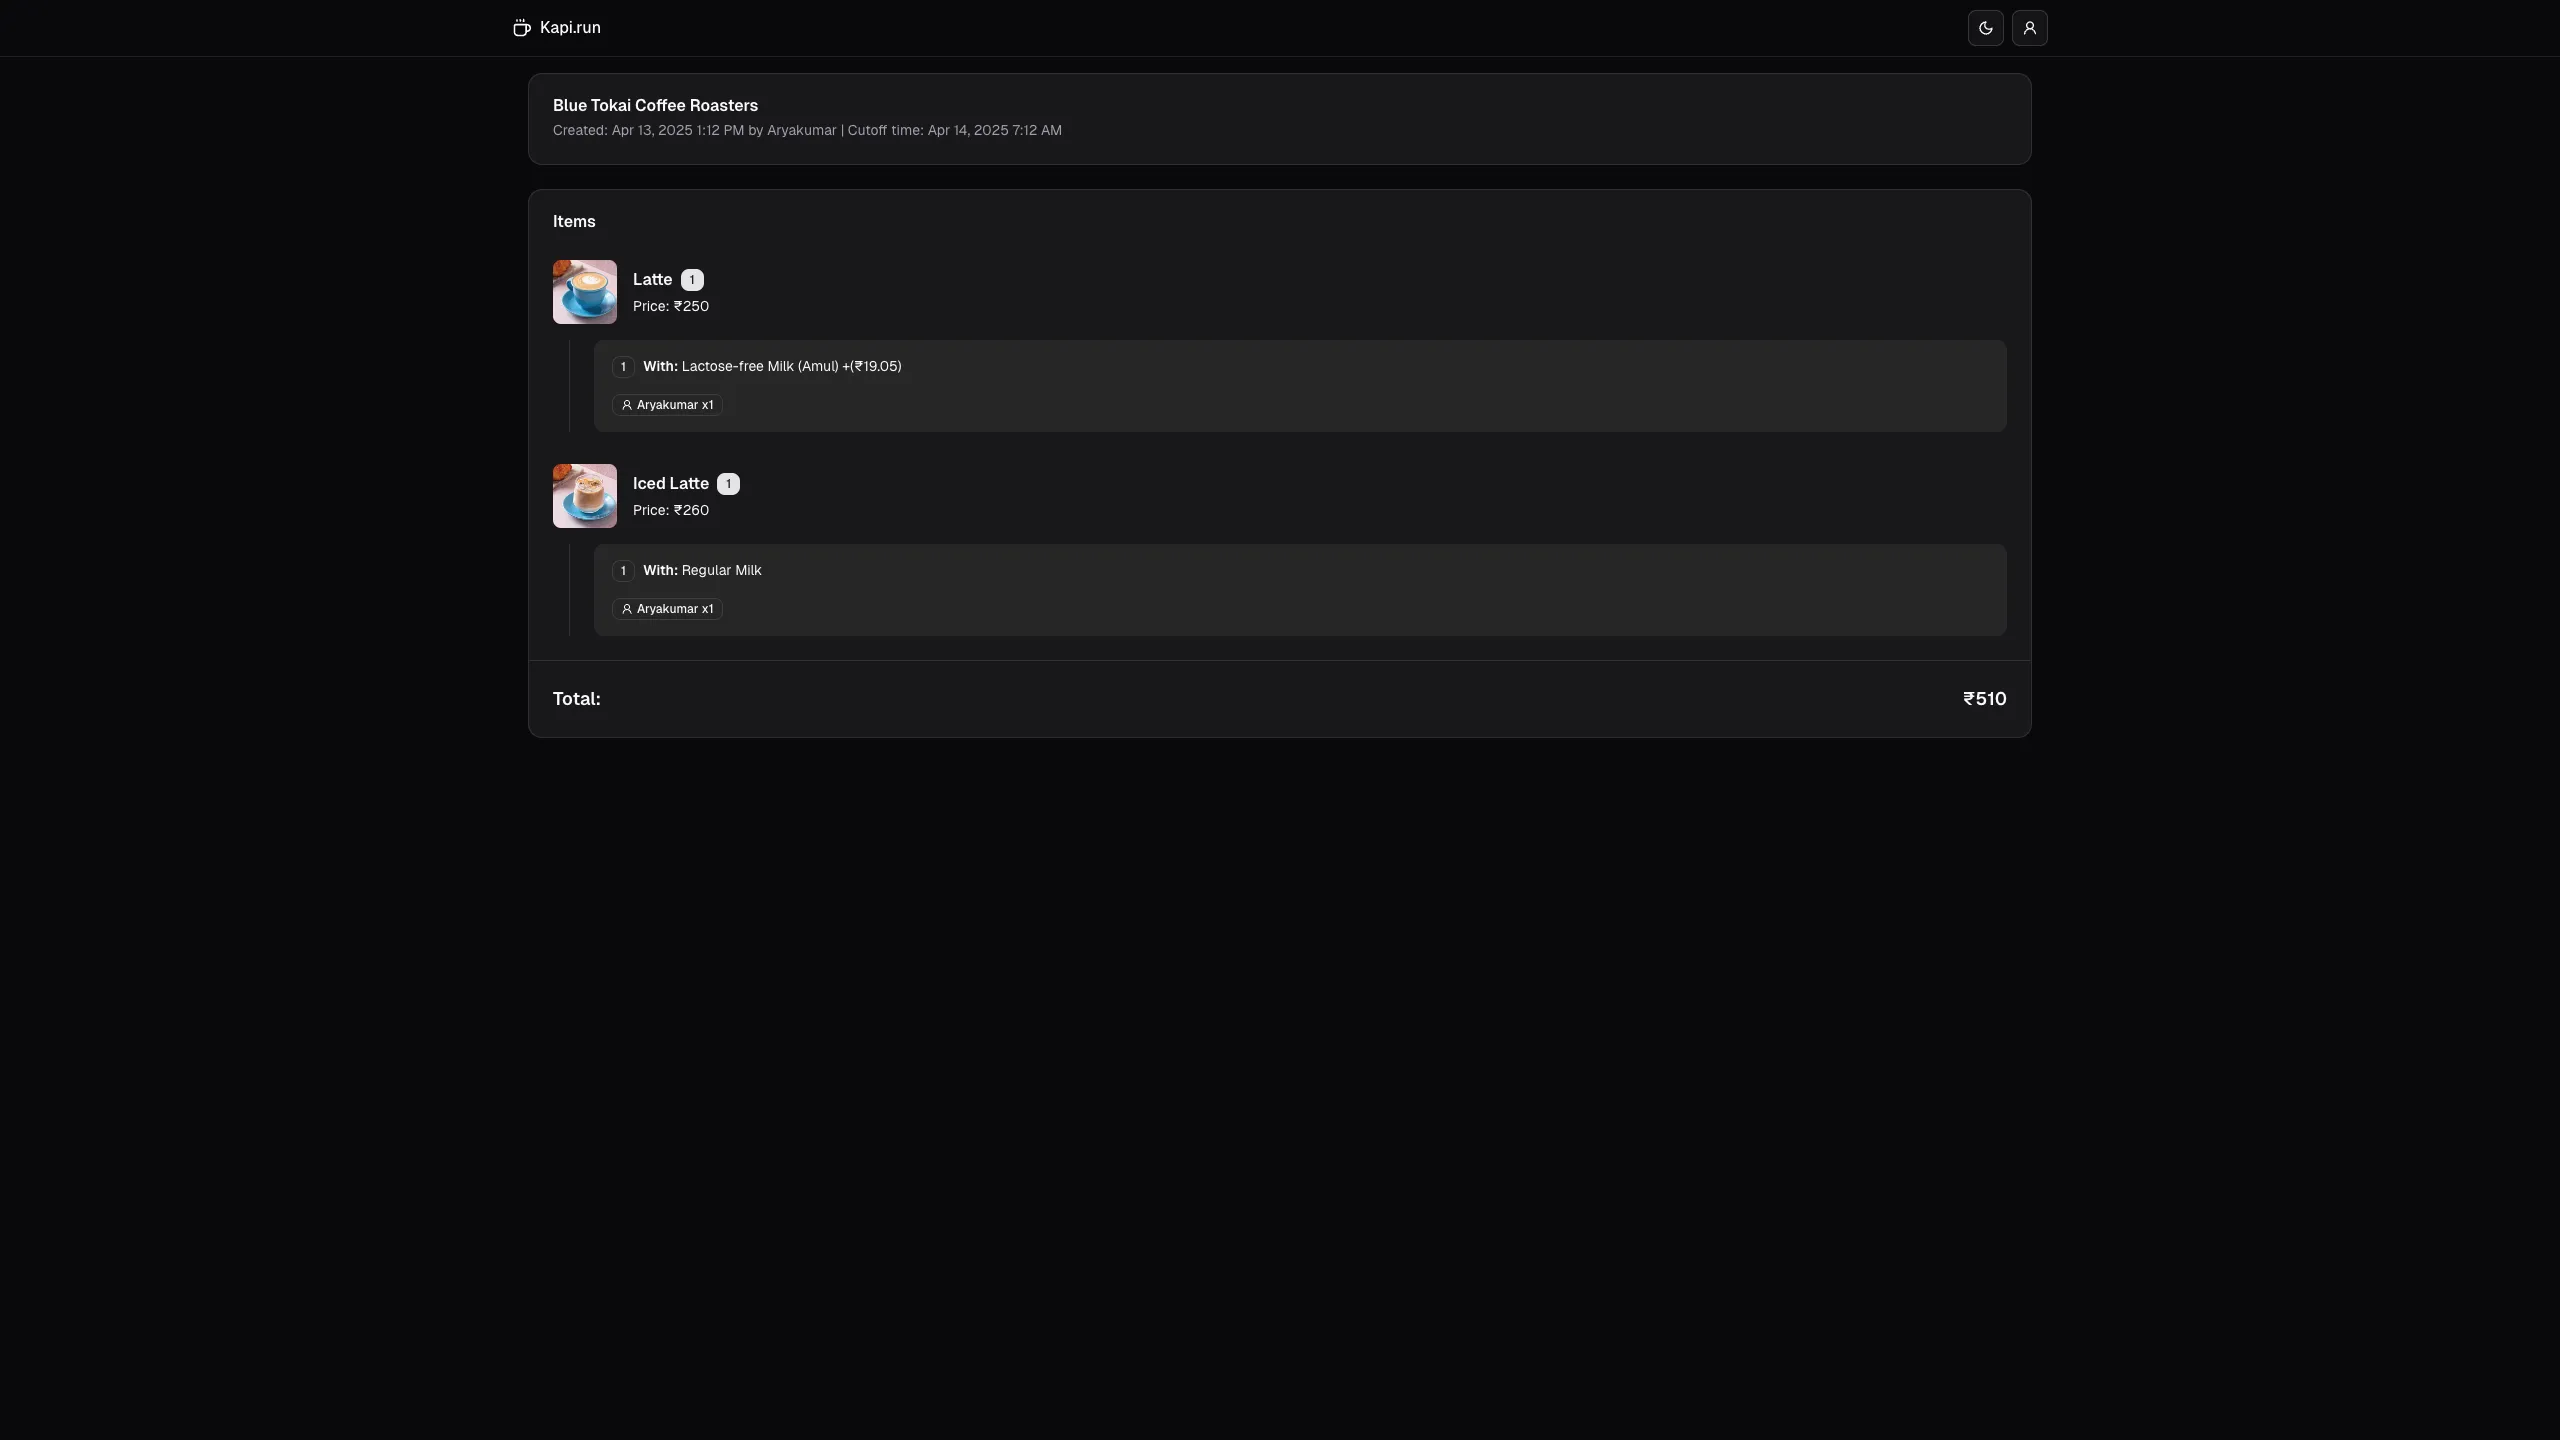 Kapi.run
Blue Tokai Coffee Roasters
Created: Apr 13, 2025 1:12 PM by Aryakumar | Cutoff time: Apr 14, 2025 7:12 AM
Items
Latte 1
Price: ₹250
1 With: Lactose-free Milk (Amul) +(₹19.05)
Aryakumar x1
Iced Latte 1
Price: ₹260
1 With: Regular Milk
Aryakumar x1
Total: ₹510